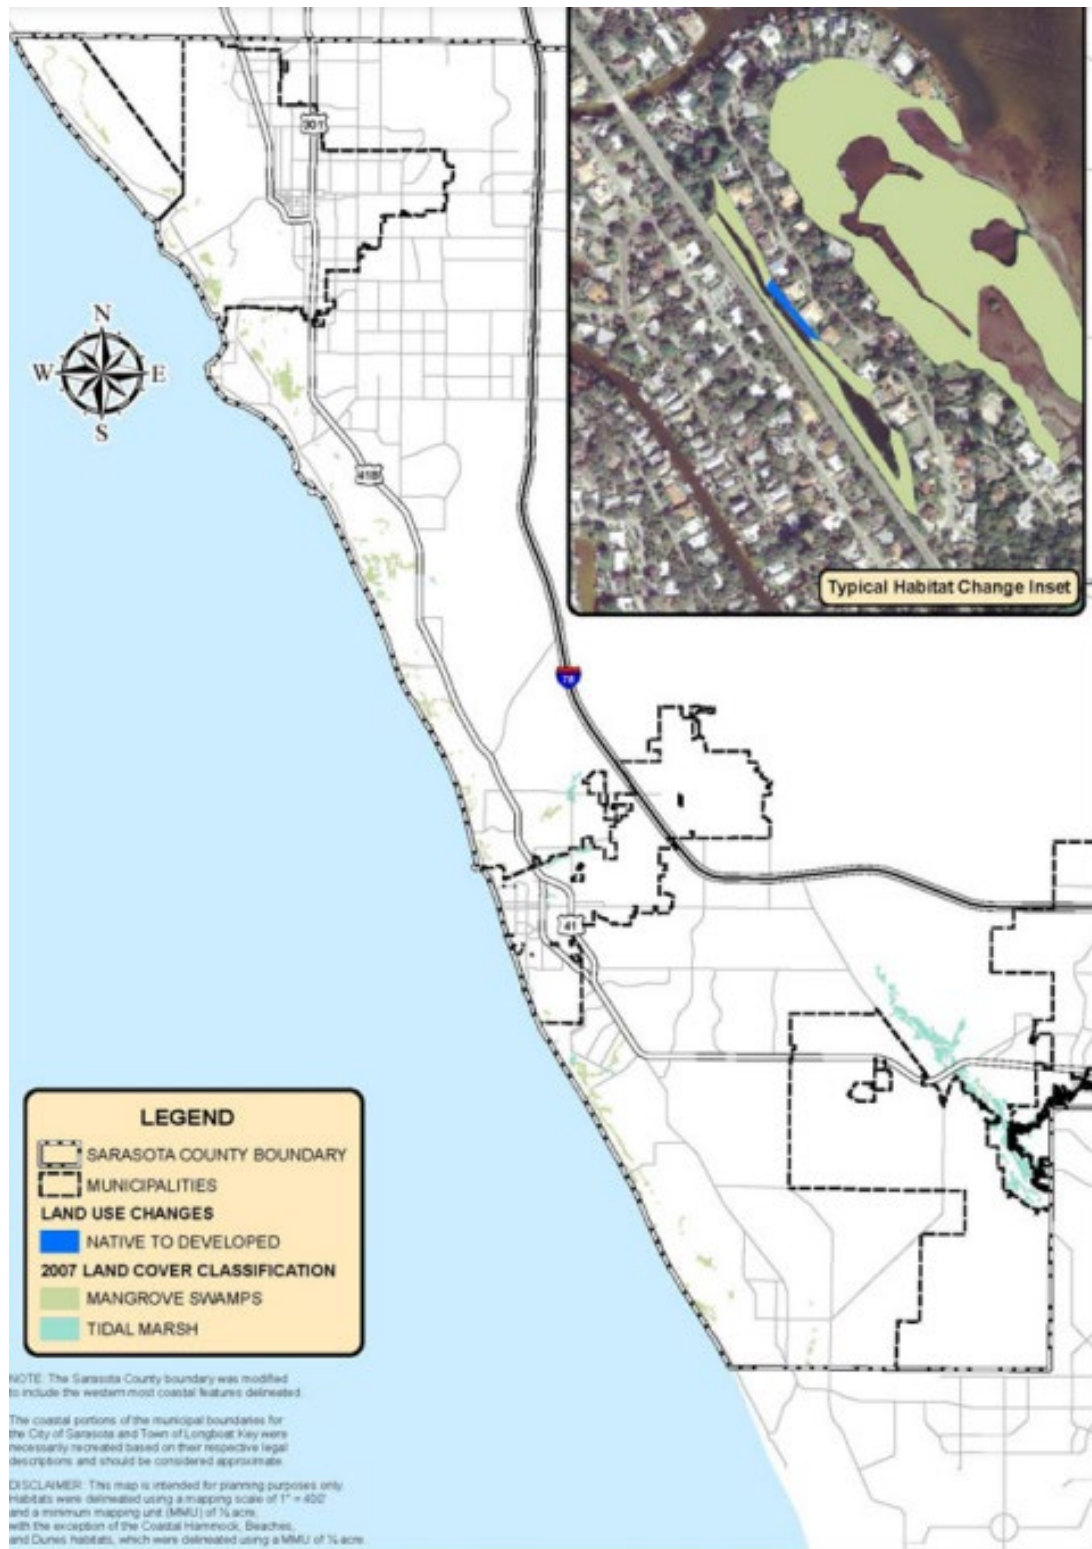 301
N
W E
S
41B
Typical Habitat Change Inset
41
LEGEND
SARASOTA COUNTY BOUNDARY
MUNICIPALITIES
LAND USE CHANGES
NATIVE TO DEVELOPED
2007 LAND COVER CLASSIFICATION
MANGROVE SWAMPS
TIDAL MARSH
NOTE: The Sarasota County boundary was modified
to include the western most coastal features delineated.
The coastal portions of the municipal boundaries for
the City of Sarasota and Town of Longboat Key were
necessarily recreated based on their respective legal
descriptions and should be considered approximate.
DISCLAIMER: This map is intended for planning purposes only.
Habitats were delineated using a mapping scale of 1" = 400'
and a minimum mapping unit (MMU) of acre,
with the exception of the Coastal Hammock, Beaches,
and Dunes habitats, which were delineated using a MMU of acre.